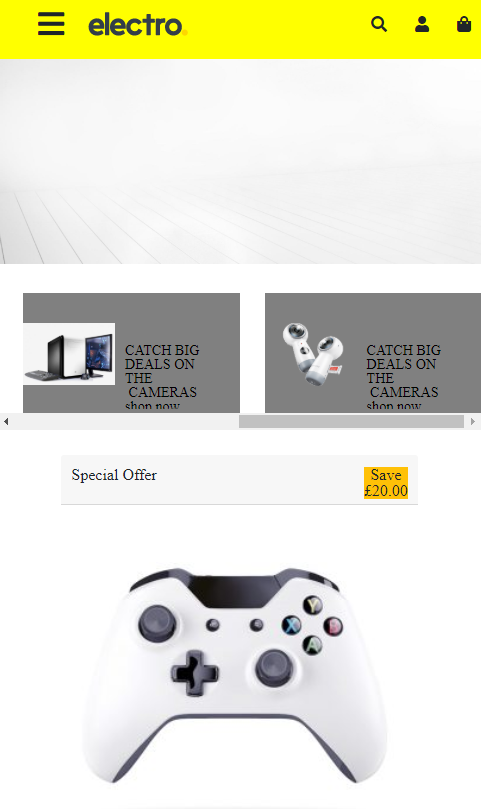 electro
CATCH BIG
DEALS ON
THE
CAMERAS
shop now
CATCH BIG
DEALS ON
THE
CAMERAS
shop now
Special Offer
Save
£20.00
Y
X
B
A